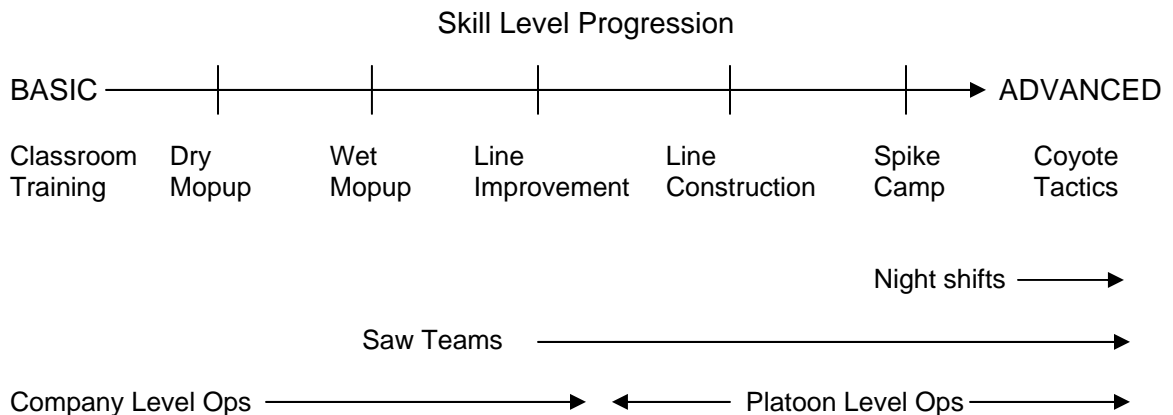 Skill Level Progression
BASIC ADVANCED
Classroom Dry Wet Line Line Spike Coyote
Training Mopup Mopup Improvement Construction Camp Tactics
Night shifts
Saw Teams
Company Level Ops Platoon Level Ops